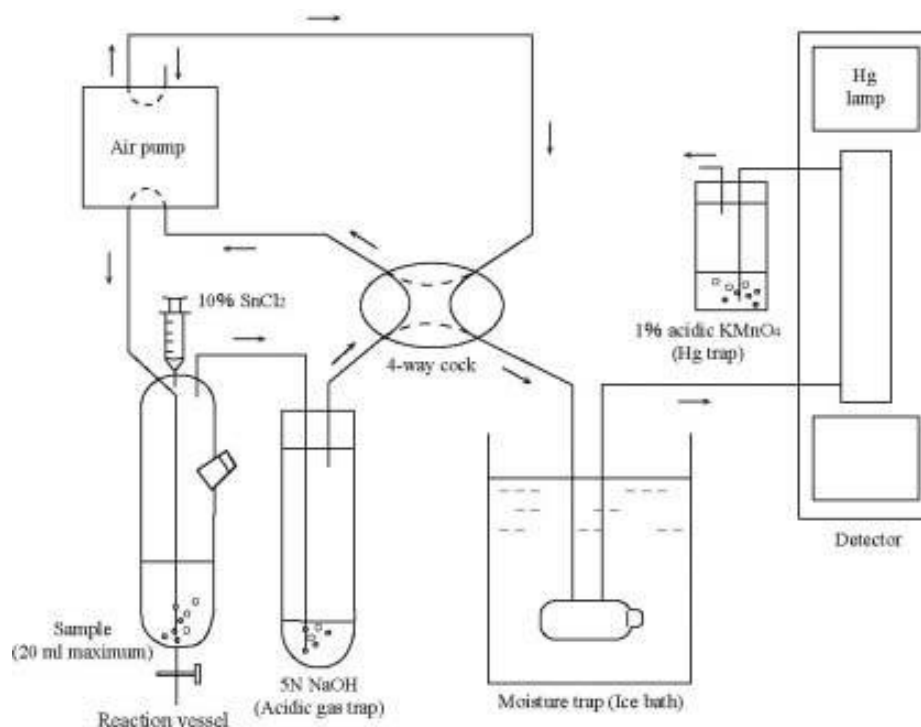 Hg
lamp
Air pump
10% SnCl₂
1% acidic KMnO₄
(Hg trap)
4-way cock
Detector
Sample
(20 ml maximum)
5N NaOH
(Acidic gas trap)
Moisture trap (Ice bath)
Reaction vessel